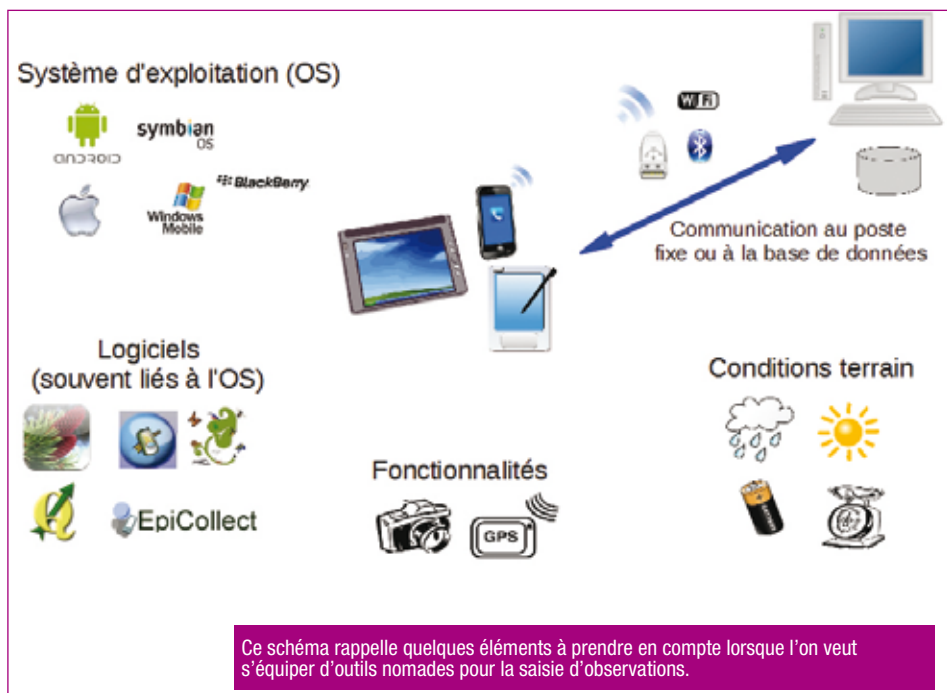 Système d'exploitation (OS)
ANDROID
symbian
OS
BlackBerry
Windows
Mobile
Wi Fi
Communication au poste
fixe ou à la base de données
Logiciels
(souvent liés à l'OS)
EpiCollect
Fonctionnalités
GPS
Conditions terrain
Ce schéma rappelle quelques éléments à prendre en compte lorsque l'on veut
s'équiper d'outils nomades pour la saisie d'observations.